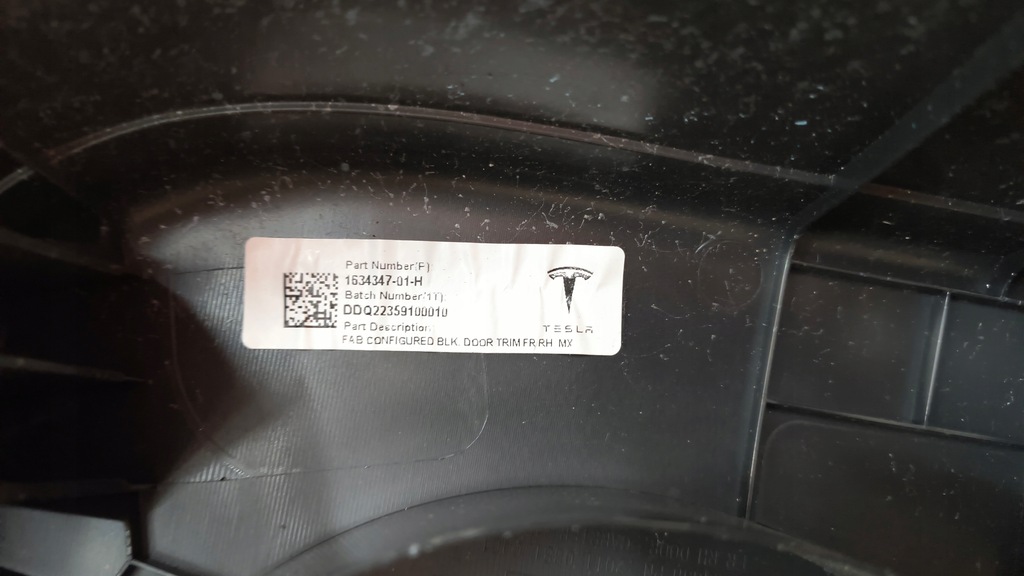 Part Number(P)
1634347-01-H
Batch Number(1T)
DDQ22359100010
Part Description
FAB CONFIGURED BLK, DOOR TRIM FR RH MX
TESLA